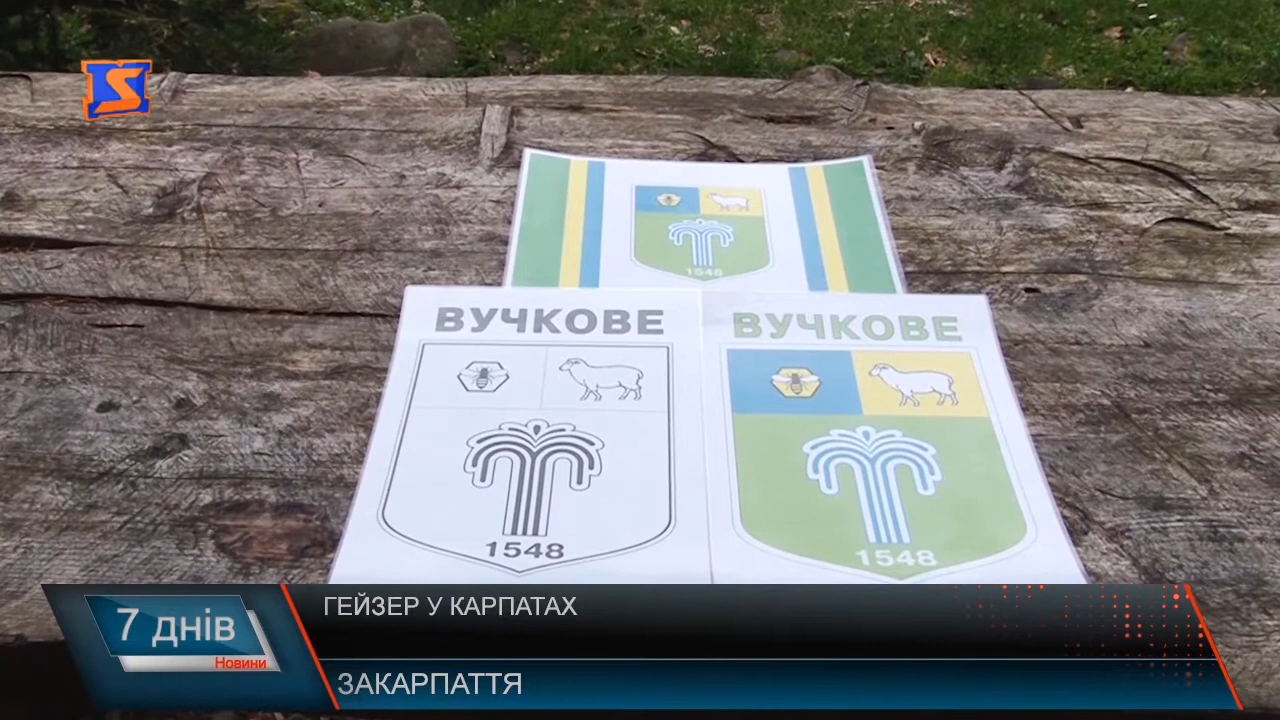 1548
ВУЧКОВЕ
1548
ВУЧКОВЕ
1548
7 днів
Новини
ГЕЙЗЕР У КАРПАТАХ
ЗАКАРПАТТЯ